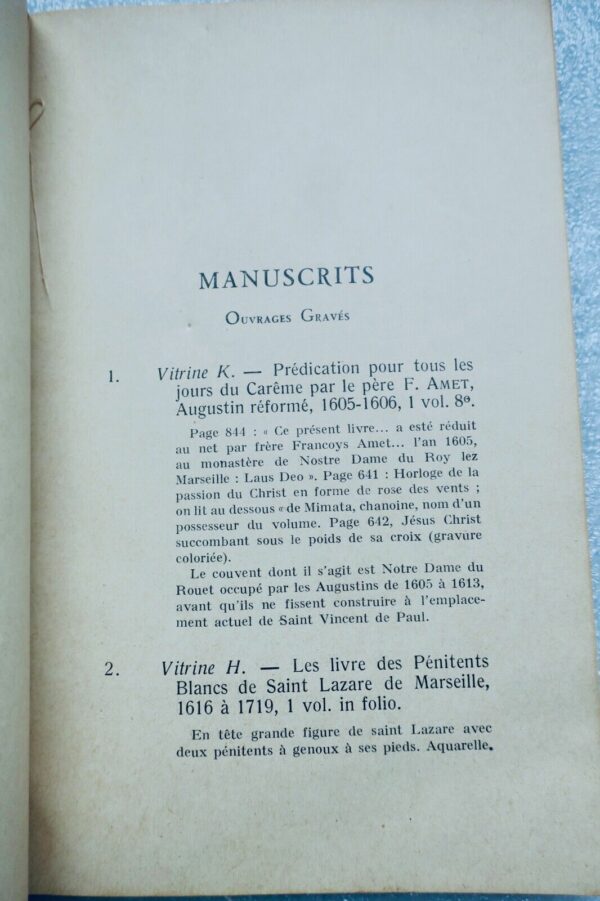 MANUSCRITS
Ouvrages Gravés
1. Vitrine K. — Prédication pour tous les
jours du Carême par le père F. Amet,
Augustin réformé, 1605-1606, 1 vol. 8º.
Page 844 : « Ce présent livre... a esté réduit
au net par frère Francoys Amet... l'an 1605,
au monastère de Nostre Dame du Roy lez
Marseille : Laus Deo ». Page 641 : Horloge de la
passion du Christ en forme de rose des vents ;
on lit au dessous « de Mimata, chanoine, nom d'un
possesseur du volume. Page 642, Jésus Christ
succombant sous le poids de sa croix (gravure
coloriée).
Le couvent dont il s'agit est Notre Dame du
Rouet occupé par les Augustins de 1605 à 1613,
avant qu'ils ne fissent construire à l'emplace-
ment actuel de Saint Vincent de Paul.
2. Vitrine H. — Les livre des Pénitents
Blancs de Saint Lazare de Marseille,
1616 à 1719, 1 vol. in folio.
En tête grande figure de saint Lazare avec
deux pénitents à genoux à ses pieds. Aquarelle.